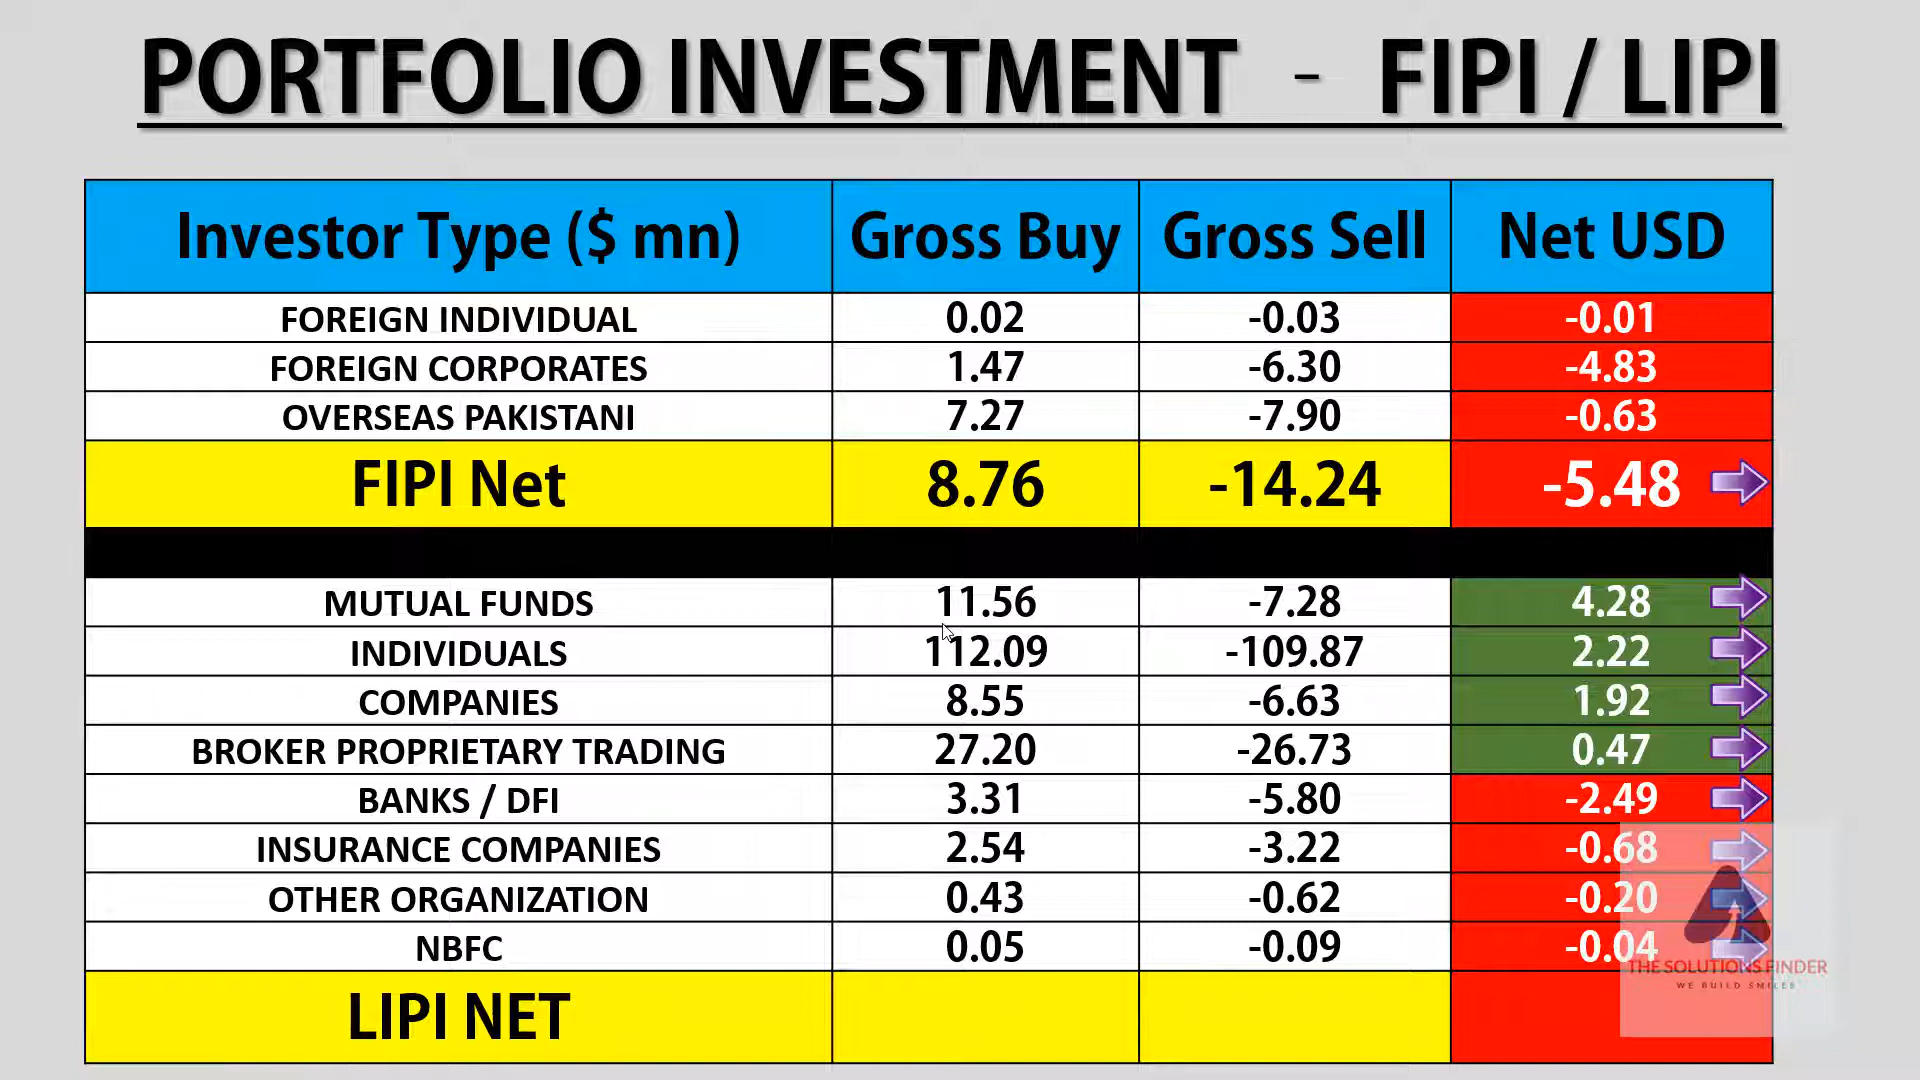 PORTFOLIO INVESTMENT - FIPI / LIPI
Investor Type ($ mn) Gross Buy Gross Sell Net USD
FOREIGN INDIVIDUAL 0.02 -0.03 -0.01
FOREIGN CORPORATES 1.47 -6.30 -4.83
OVERSEAS PAKISTANI 7.27 -7.90 -0.63
FIPI Net 8.76 -14.24 -5.48
MUTUAL FUNDS 11.56 -7.28 4.28
INDIVIDUALS 112.09 -109.87 2.22
COMPANIES 8.55 -6.63 1.92
BROKER PROPRIETARY TRADING 27.20 -26.73 0.47
BANKS / DFI 3.31 -5.80 -2.49
INSURANCE COMPANIES 2.54 -3.22 -0.68
OTHER ORGANIZATION 0.43 -0.62 -0.20
NBFC 0.05 -0.09 -0.04
THE SOLUTIONS FINDER
WE BUILD SMILES
LIPI NET